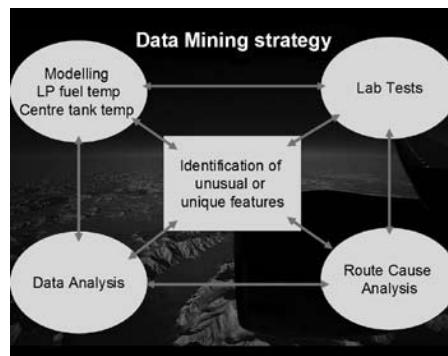 Data Mining strategy
Modelling
LP fuel temp
Centre tank temp
Lab Tests
Identification of
unusual or
unique features
Data Analysis
Route Cause
Analysis